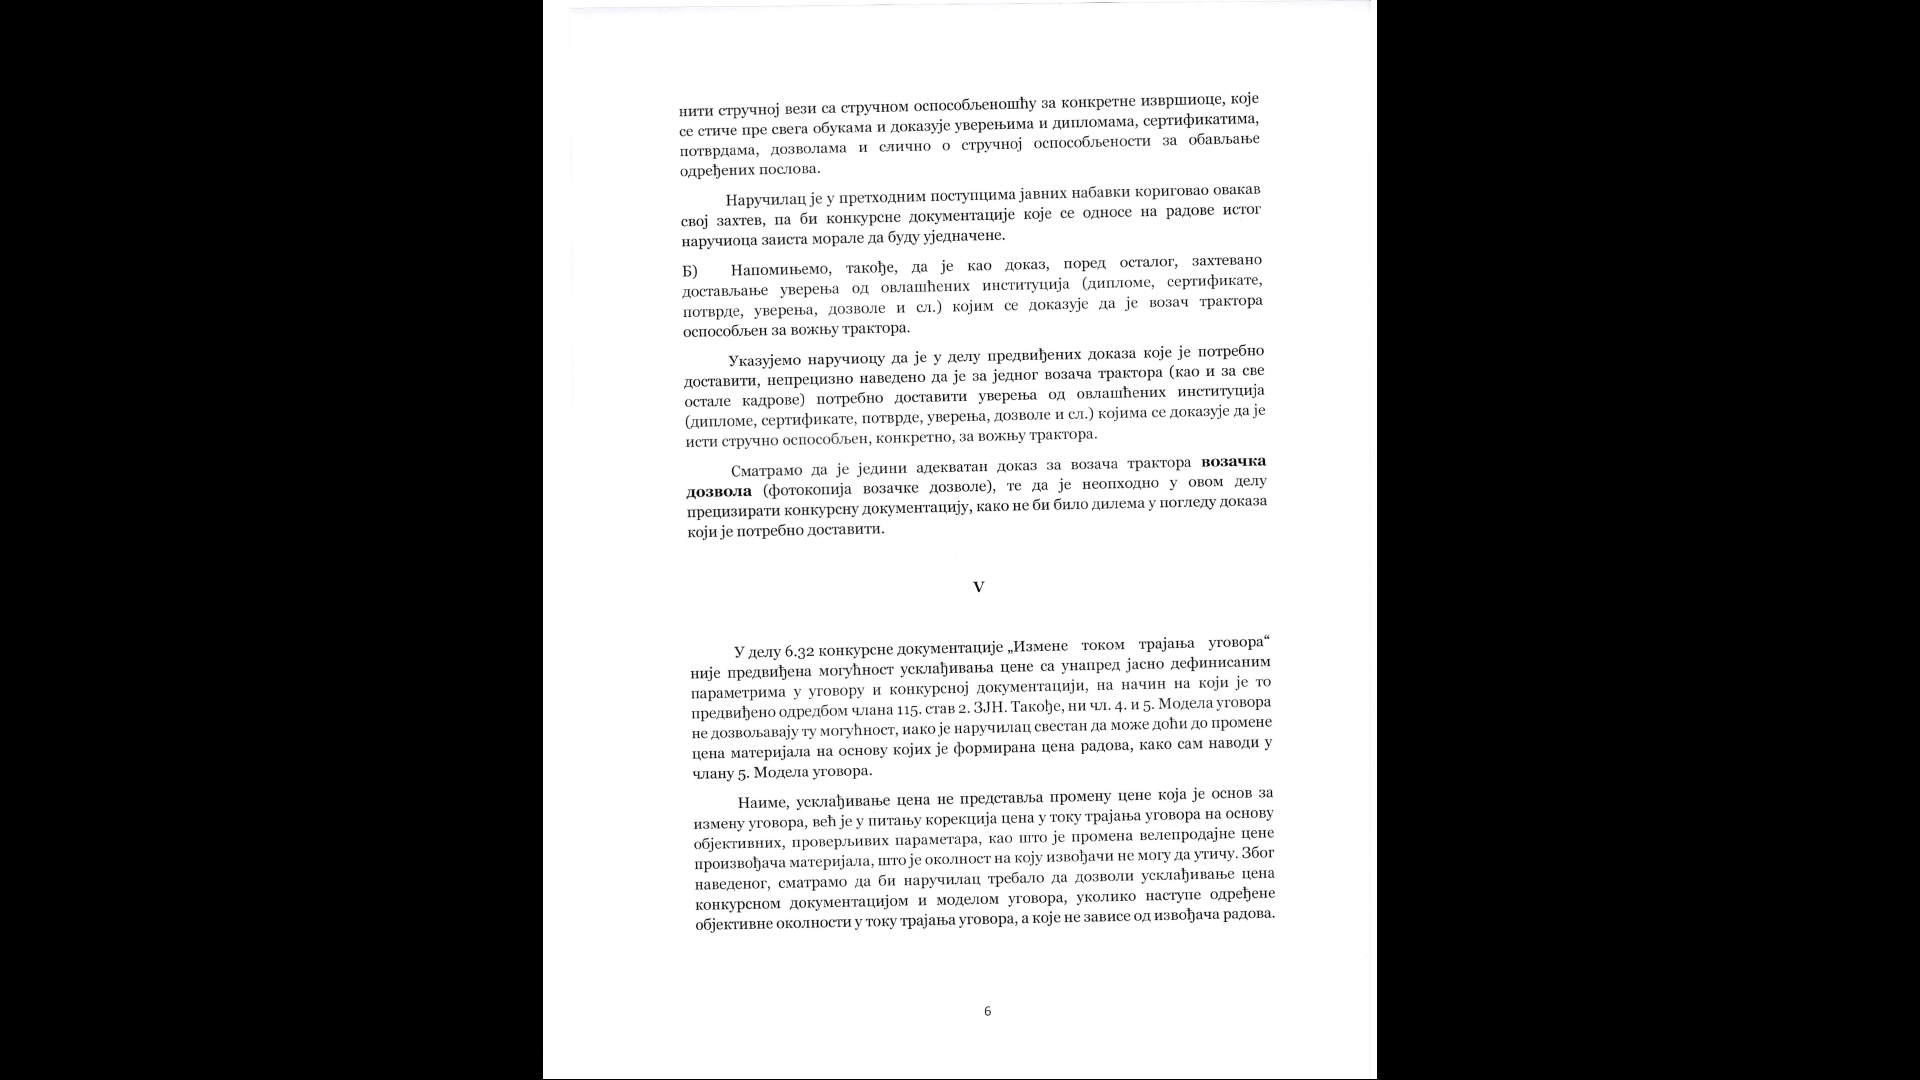 нити стручној вези са стручном оспособљеношћу за конкретне извршиоце, које
се стиче пре свега обукама и доказује уверењима и дипломама, сертификатима,
потврдама, дозволама и слично о стручној оспособљености за обављање
одређених послова.
Наручилац је у претходним поступцима јавних набавки кориговао овакав
свој захтев, па би конкурсне документације које се односе на радове истог
наручиоца заиста морале да буду уједначене.
Б) Напомињемо, такође, да је као доказ, поред осталог, захтевано
достављање уверења од овлашћених институција (дипломе, сертификате,
потврде, уверења, дозволе и сл.) којим се доказује да је возач трактора
оспособљен за вожњу трактора.
Указујемо наручиоцу да је у делу предвиђених доказа које је потребно
доставити, непрецизно наведено да је за једног возача трактора (као и за све
остале кадрове) потребно доставити уверења од овлашћених институција
(дипломе, сертификате, потврде, уверења, дозволе и сл.) којима се доказује да је
исти стручно оспособљен, конкретно, за вожњу трактора.
Сматрамо да је једини адекватан доказ за возача трактора возачка
дозвола (фотокопија возачке дозволе), те да је неопходно у овом делу
прецизирати конкурсну документацију, како не би било дилема у погледу доказа
који је потребно доставити.
V
У делу 6.32 конкурсне документације „Измене током трајања уговора“
није предвиђена могућност усклађивања цене са унапред јасно дефинисаним
параметрима у уговору и конкурсној документацији, на начин на који је то
предвиђено одредбом члана 115. став 2. ЗЈН. Такође, ни чл. 4. и 5. Модела уговора
не дозвољавају ту могућност, иако је наручилац свестан да може доћи до промене
цена материјала на основу којих је формирана цена радова, како сам наводи у
члану 5. Модела уговора.
Наиме, усклађивање цена не представља промену цене која је основ за
измену уговора, већ је у питању корекција цена у току трајања уговора на основу
објективних, проверљивих параметара, као што је промена велепродајне цене
произвођача материјала, што је околност на коју извођачи не могу да утичу. Због
наведеног, сматрамо да би наручилац требало да дозволи усклађивање цена
конкурсном документацијом и моделом уговора, уколико наступе одређене
објективне околности у току трајања уговора, а које не зависе од извођача радова.
6